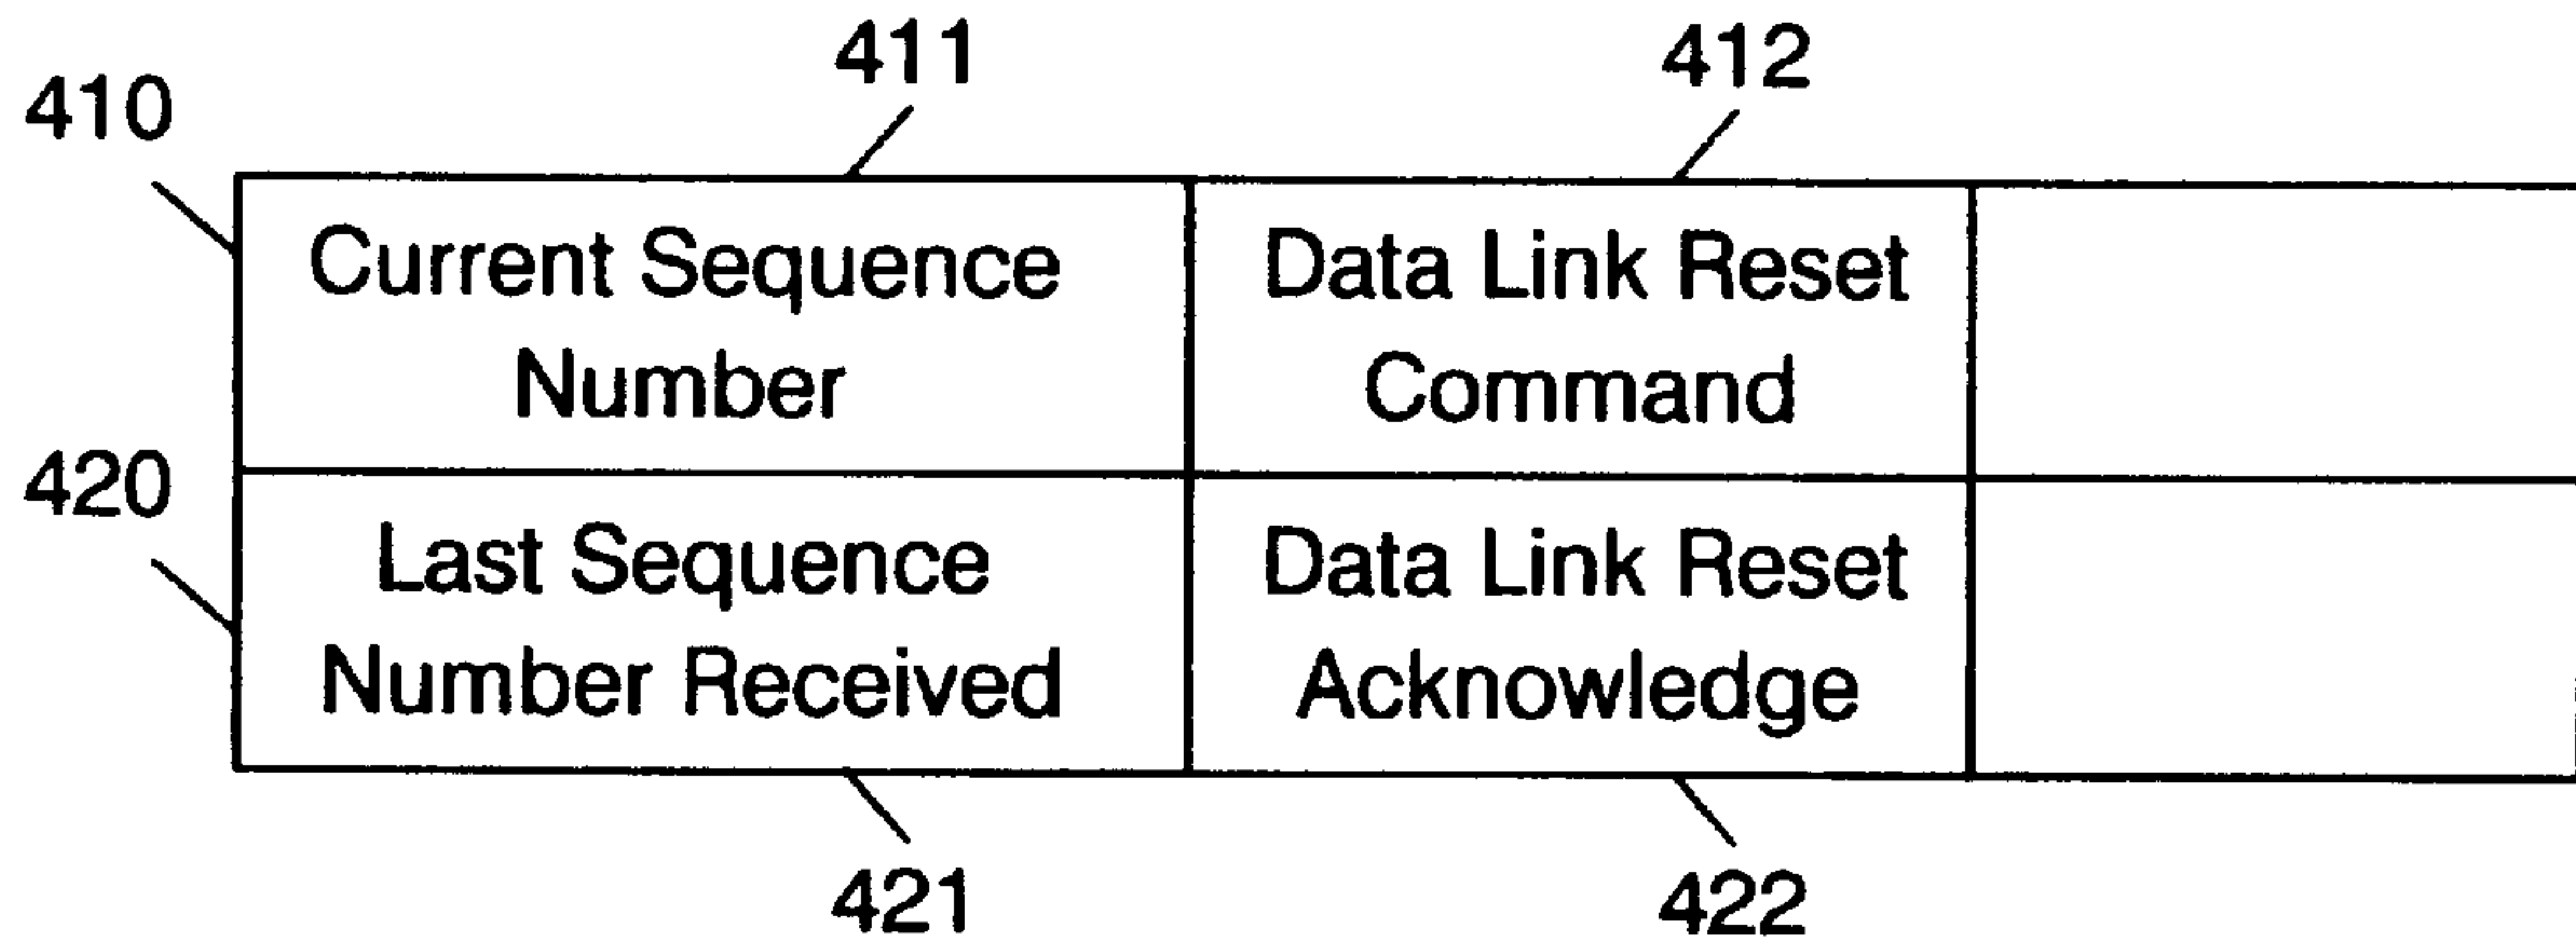 411
412
410
Current Sequence
Number
Data Link Reset
Command
420
Last Sequence
Number Received
Data Link Reset
Acknowledge
421
422